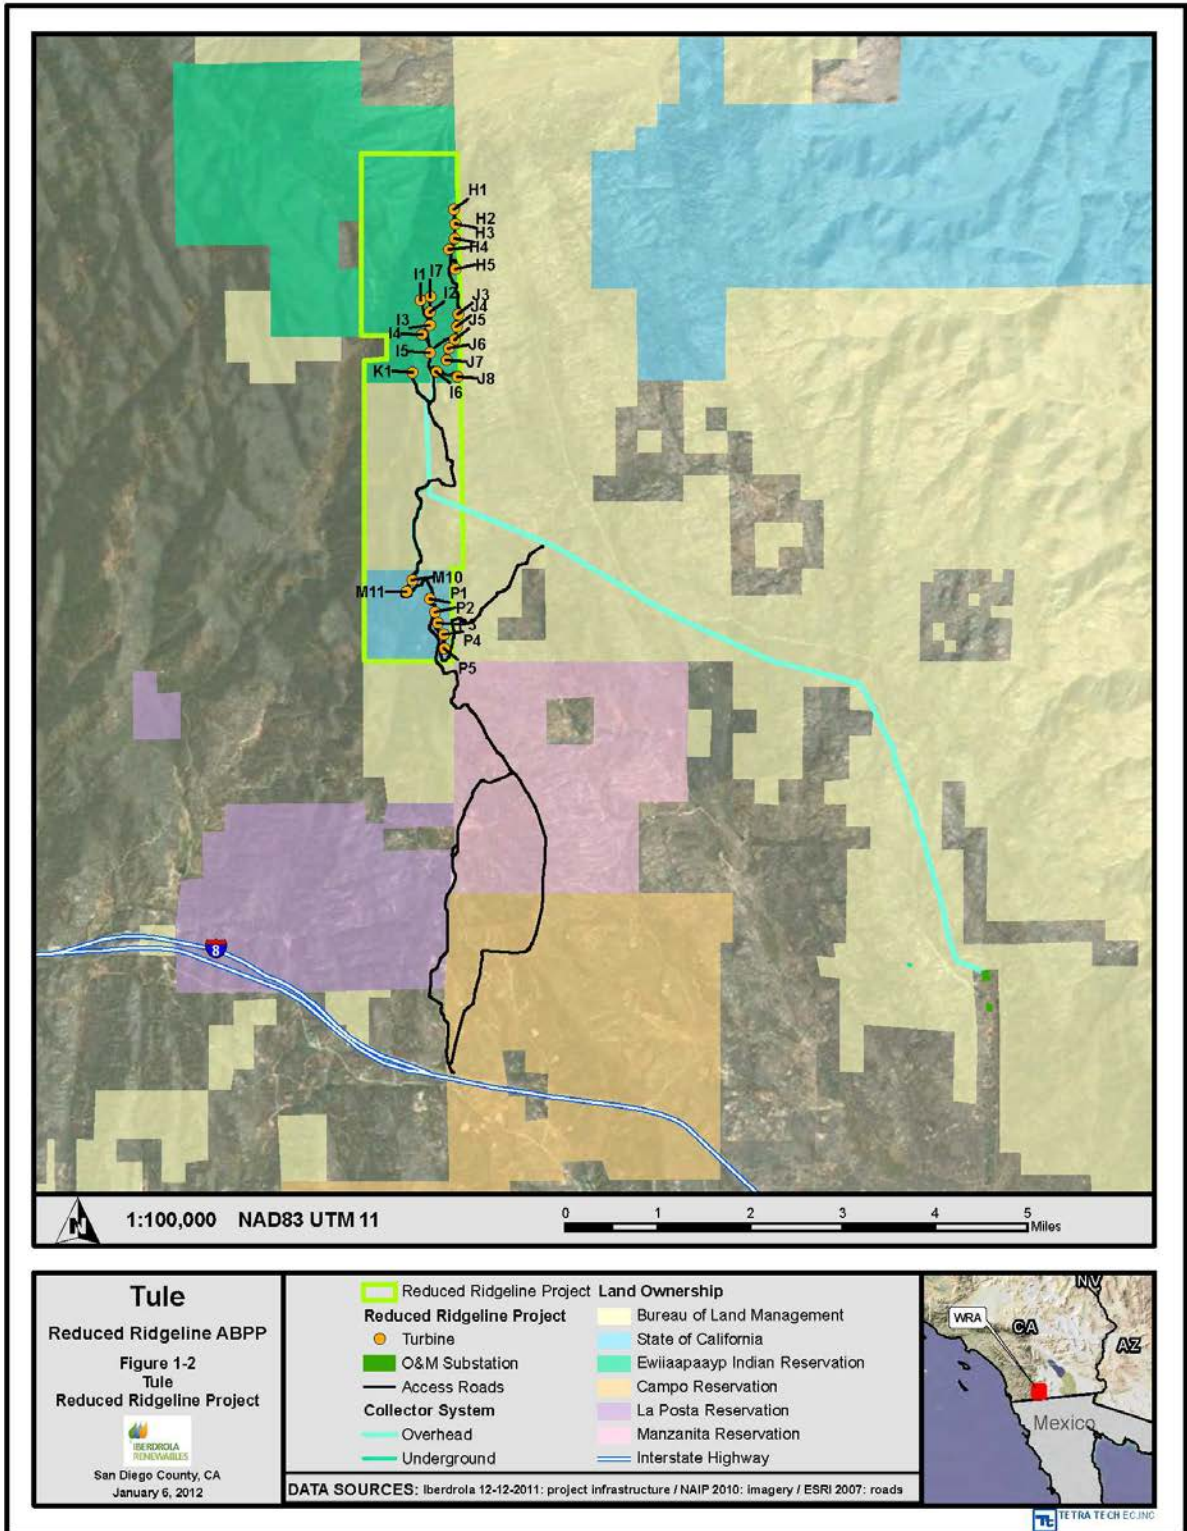 H1
H2
H3
H4
H5
I1
I7
I2
J3
J4
I3
J5
I4
I5
J6
J7
K1
J8
I6
M10
M11
P1
P2
P3
P4
P5
8
N
1:100,000 NAD83 UTM 11
0 1 2 3 4 5
Miles
Tule
Reduced Ridgeline ABPP
Figure 1-2
Tule
Reduced Ridgeline Project
IBERDROLA
RENEWABLES
San Diego County, CA
January 6, 2012
Reduced Ridgeline Project
Reduced Ridgeline Project
Turbine
O&M Substation
Access Roads
Collector System
Overhead
Underground
Land Ownership
Bureau of Land Management
State of California
Ewiiaapaayp Indian Reservation
Campo Reservation
La Posta Reservation
Manzanita Reservation
Interstate Highway
DATA SOURCES: Iberdrola 12-12-2011: project infrastructure / NAIP 2010: imagery / ESRI 2007: roads
NV
WRA
CA
AZ
Mexico
TETRA TECH EC,INC